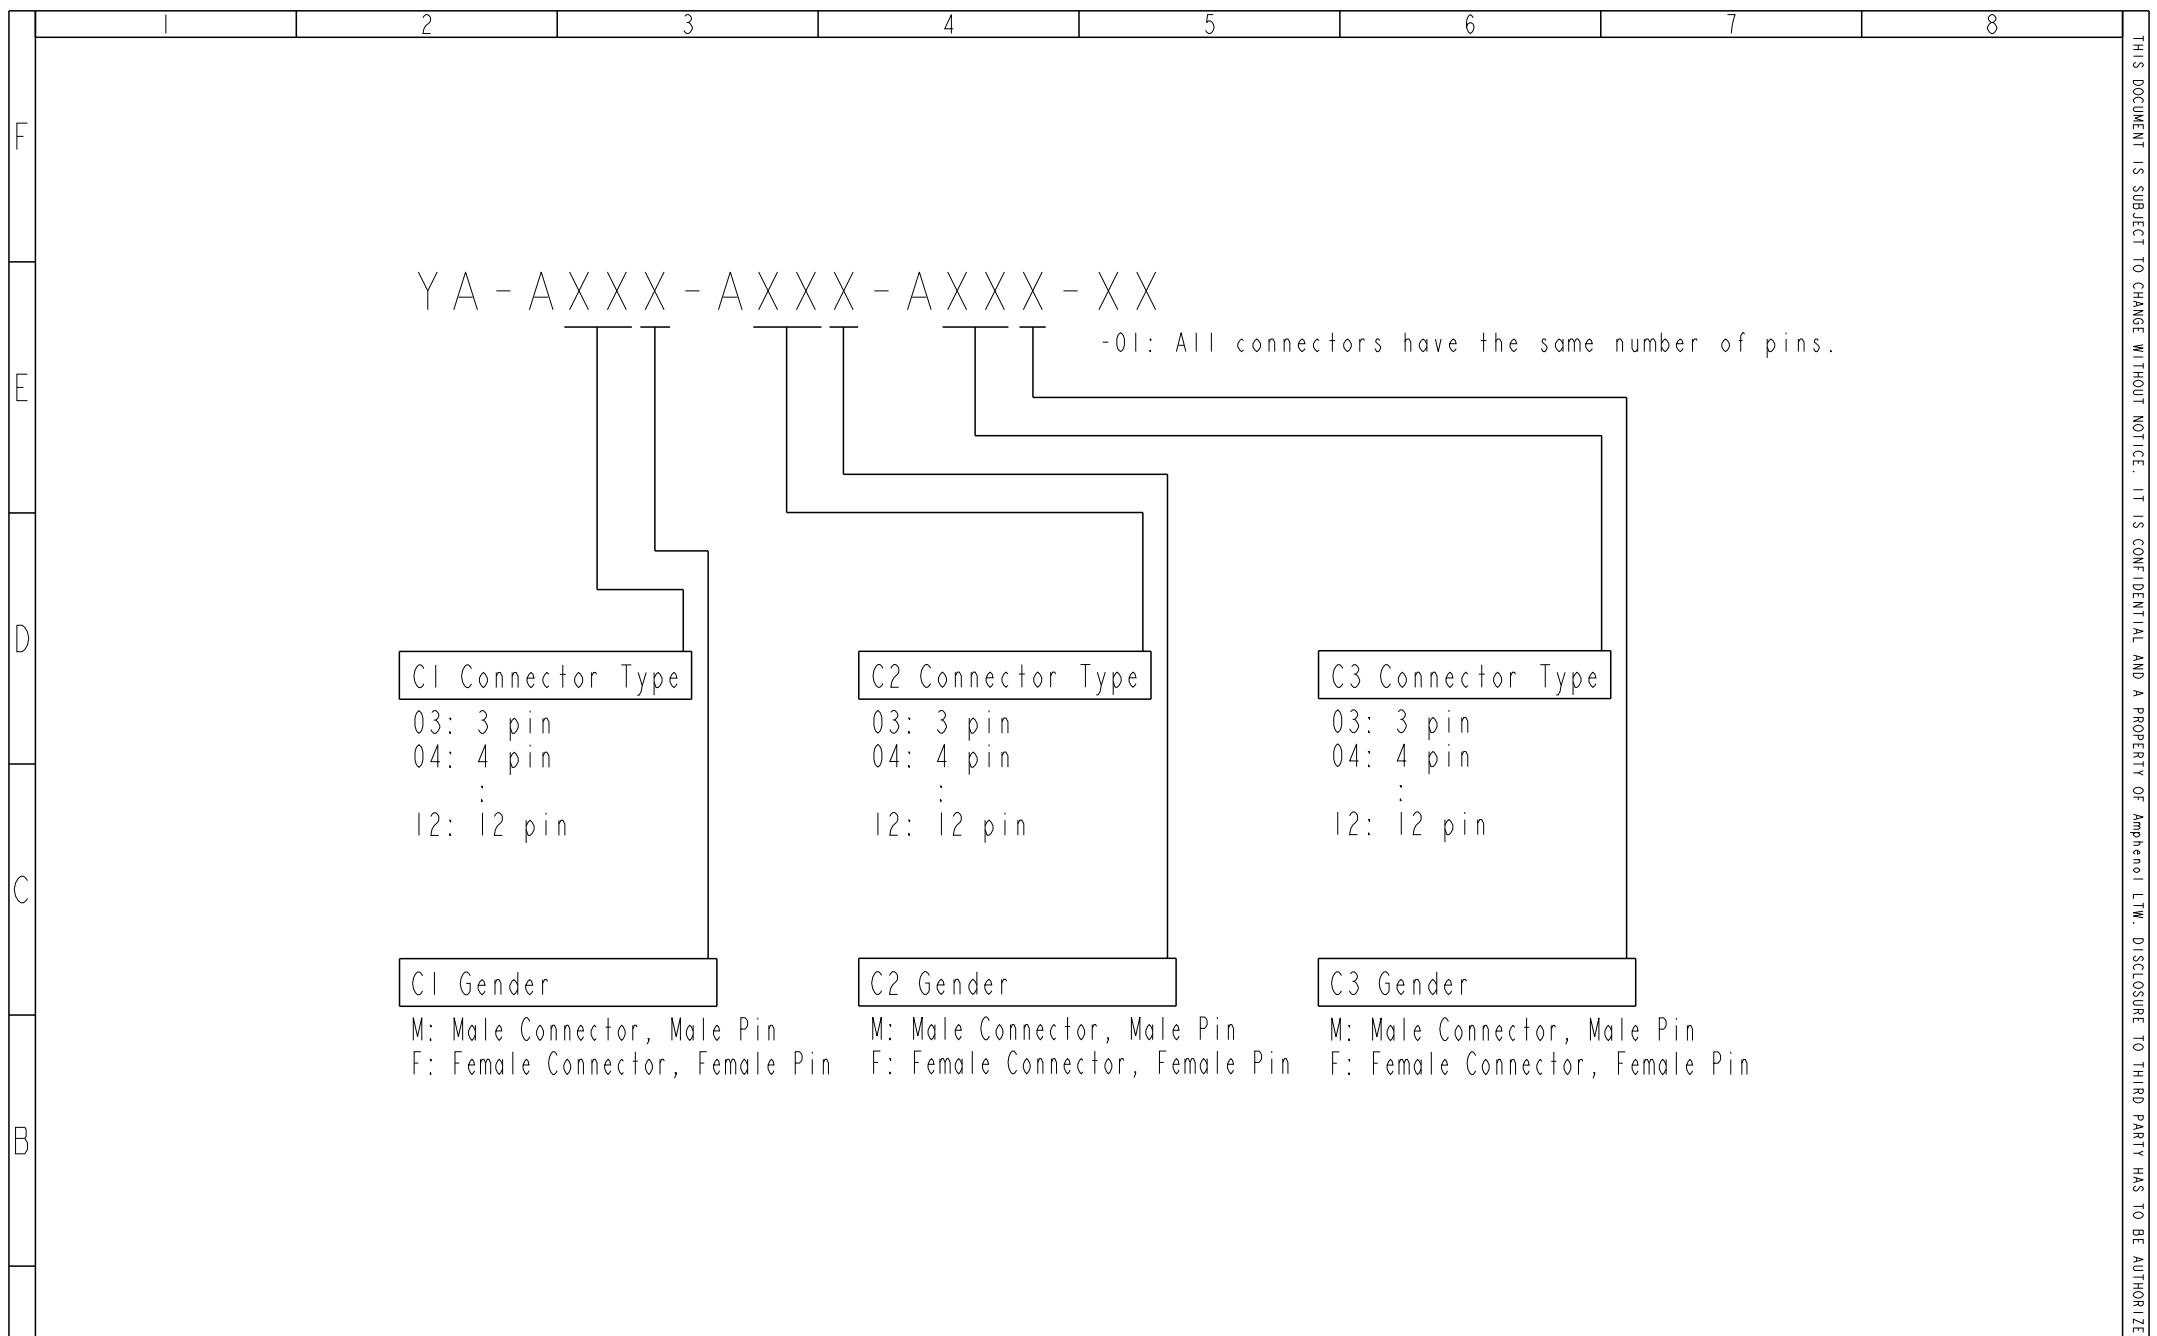 1 2 3 4 5 6 7 8
F
YA-AXXX-AXXX-AXXX-XX
-01: All connectors have the same number of pins.
E
D
C1 Connector Type
03: 3 pin
04: 4 pin
:
12: 12 pin
C2 Connector Type
03: 3 pin
04: 4 pin
:
12: 12 pin
C3 Connector Type
03: 3 pin
04: 4 pin
:
12: 12 pin
C
C1 Gender
M: Male Connector, Male Pin
F: Female Connector, Female Pin
C2 Gender
M: Male Connector, Male Pin
F: Female Connector, Female Pin
C3 Gender
M: Male Connector, Male Pin
F: Female Connector, Female Pin
B
THIS DOCUMENT IS SUBJECT TO CHANGE WITHOUT NOTICE. IT IS CONFIDENTIAL AND A PROPERTY OF Amphenol LTW. DISCLOSURE TO THIRD PARTY HAS TO BE AUTHORIZE